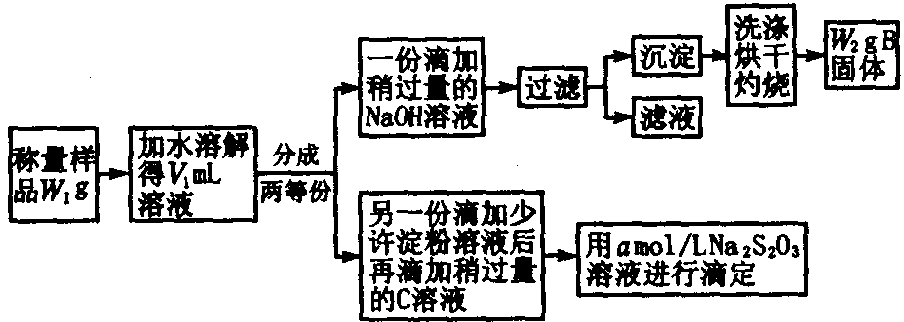 称量样
品W₁g
加水溶解
得V₁mL
溶液
分成
两等份
一份滴加
稍过量的
NaOH溶液
过滤
沉淀
滤液
洗涤
烘干
灼烧
W₂gB
固体
另一份滴加少
许淀粉溶液后
再滴加稍过量
的C溶液
用amol/LNa₂S₂O₃
溶液进行滴定